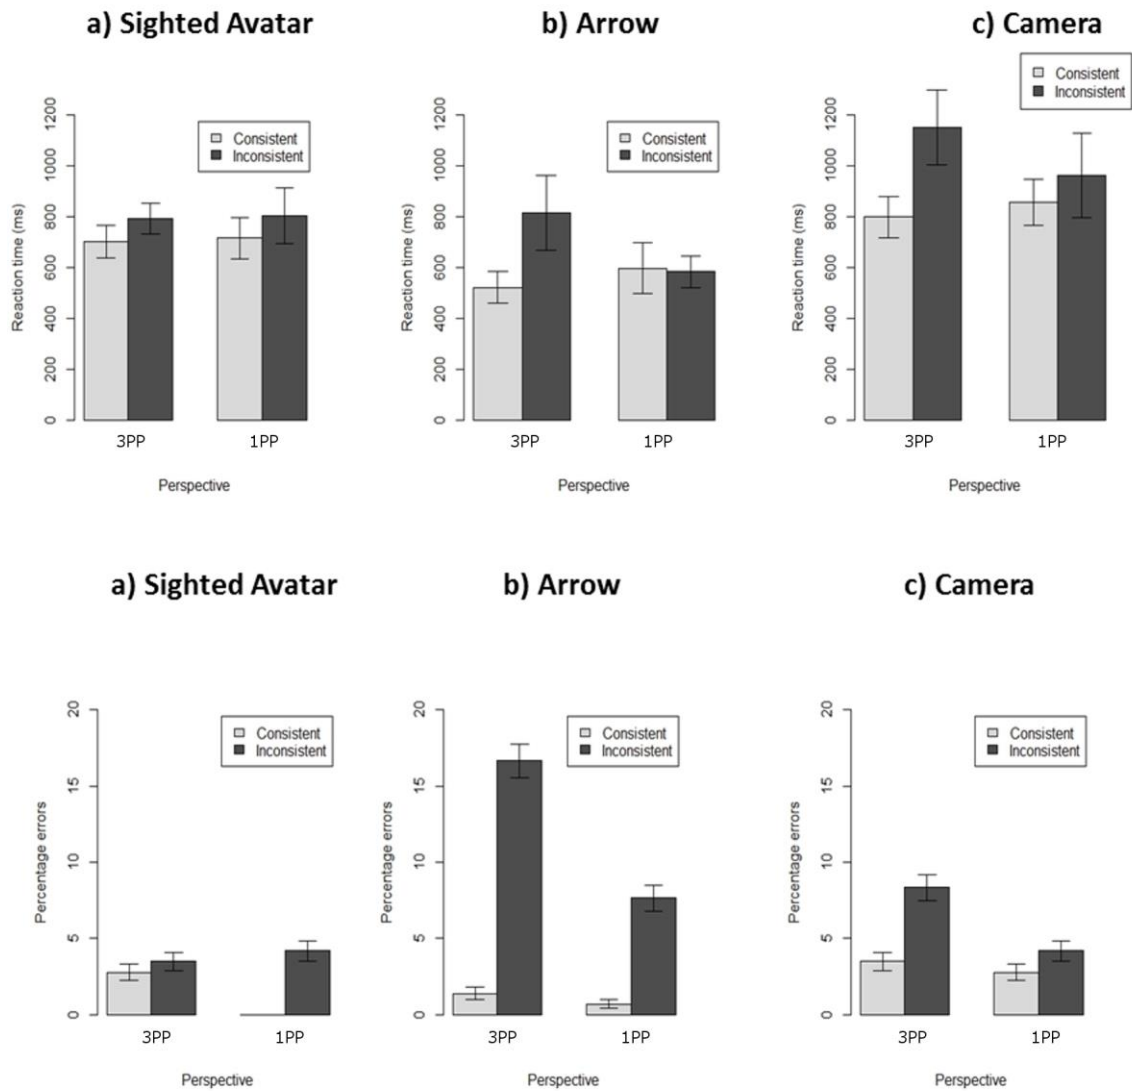 a) Sighted Avatar
b) Arrow
c) Camera
Consistent
Inconsistent
Reaction time (ms)
0 200 400 600 800 1000 1200
3PP 1PP
Perspective
Consistent
Inconsistent
Reaction time (ms)
0 200 400 600 800 1000 1200
3PP 1PP
Perspective
Consistent
Inconsistent
Reaction time (ms)
0 200 400 600 800 1000 1200
3PP 1PP
Perspective
a) Sighted Avatar
b) Arrow
c) Camera
Consistent
Inconsistent
Percentage errors
0 5 10 15 20
3PP 1PP
Perspective
Consistent
Inconsistent
Percentage errors
0 5 10 15 20
3PP 1PP
Perspective
Consistent
Inconsistent
Percentage errors
0 5 10 15 20
3PP 1PP
Perspective